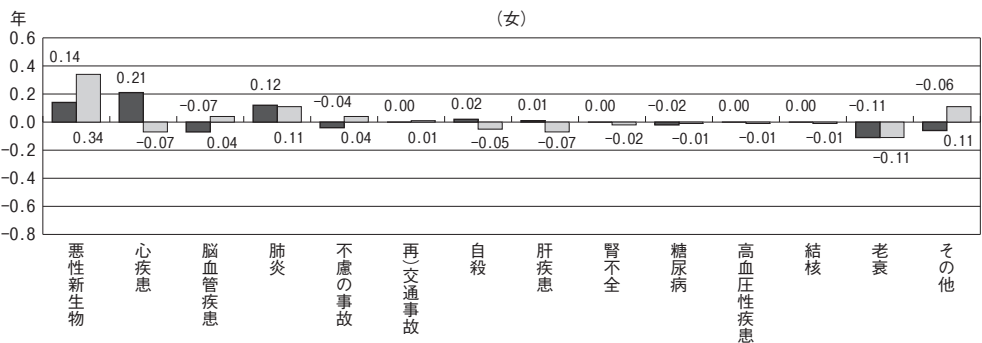 年
（女）
0.6
0.4
0.2
0.0
−0.2
−0.4
−0.6
−0.8
0.14
0.34
0.21
−0.07
−0.07
0.04
0.12
0.11
−0.04
0.04
0.00
0.01
0.02
−0.05
0.01
−0.07
0.00
−0.02
−0.02
−0.01
0.00
−0.01
0.00
−0.01
−0.11
−0.11
−0.06
0.11
悪性新生物
心疾患
脳血管疾患
肺炎
不慮の事故
再）交通事故
自殺
肝疾患
腎不全
糖尿病
高血圧性疾患
結核
老衰
その他